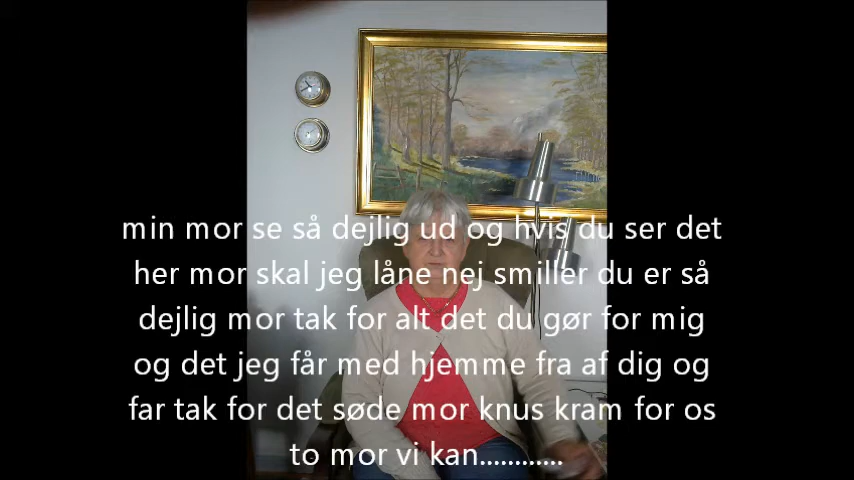 min mor se så dejlig ud og hvis du ser det
her mor skal jeg låne nej smiller du er så
dejlig mor tak for alt det du gør for mig
og det jeg får med hjemme fra af dig og
far tak for det søde mor knus kram for os
to mor vi kan............